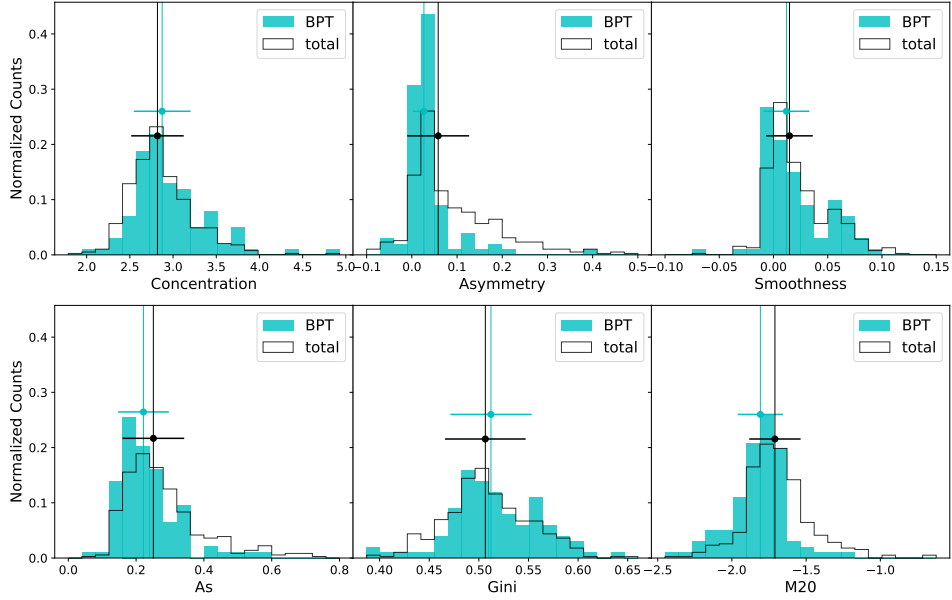 BPT
total
BPT
total
BPT
total
Normalized Counts
0.4
0.3
0.2
0.1
0.0
2.0 2.5 3.0 3.5 4.0 4.5 5.0
−0.1 0.0 0.1 0.2 0.3 0.4 0.5
−0.10 −0.05 0.00 0.05 0.10 0.15
Concentration
Asymmetry
Smoothness
BPT
total
BPT
total
BPT
total
Normalized Counts
0.4
0.3
0.2
0.1
0.0
0.0 0.2 0.4 0.6 0.8
0.40 0.45 0.50 0.55 0.60 0.65
−2.5 −2.0 −1.5 −1.0
As
Gini
M20